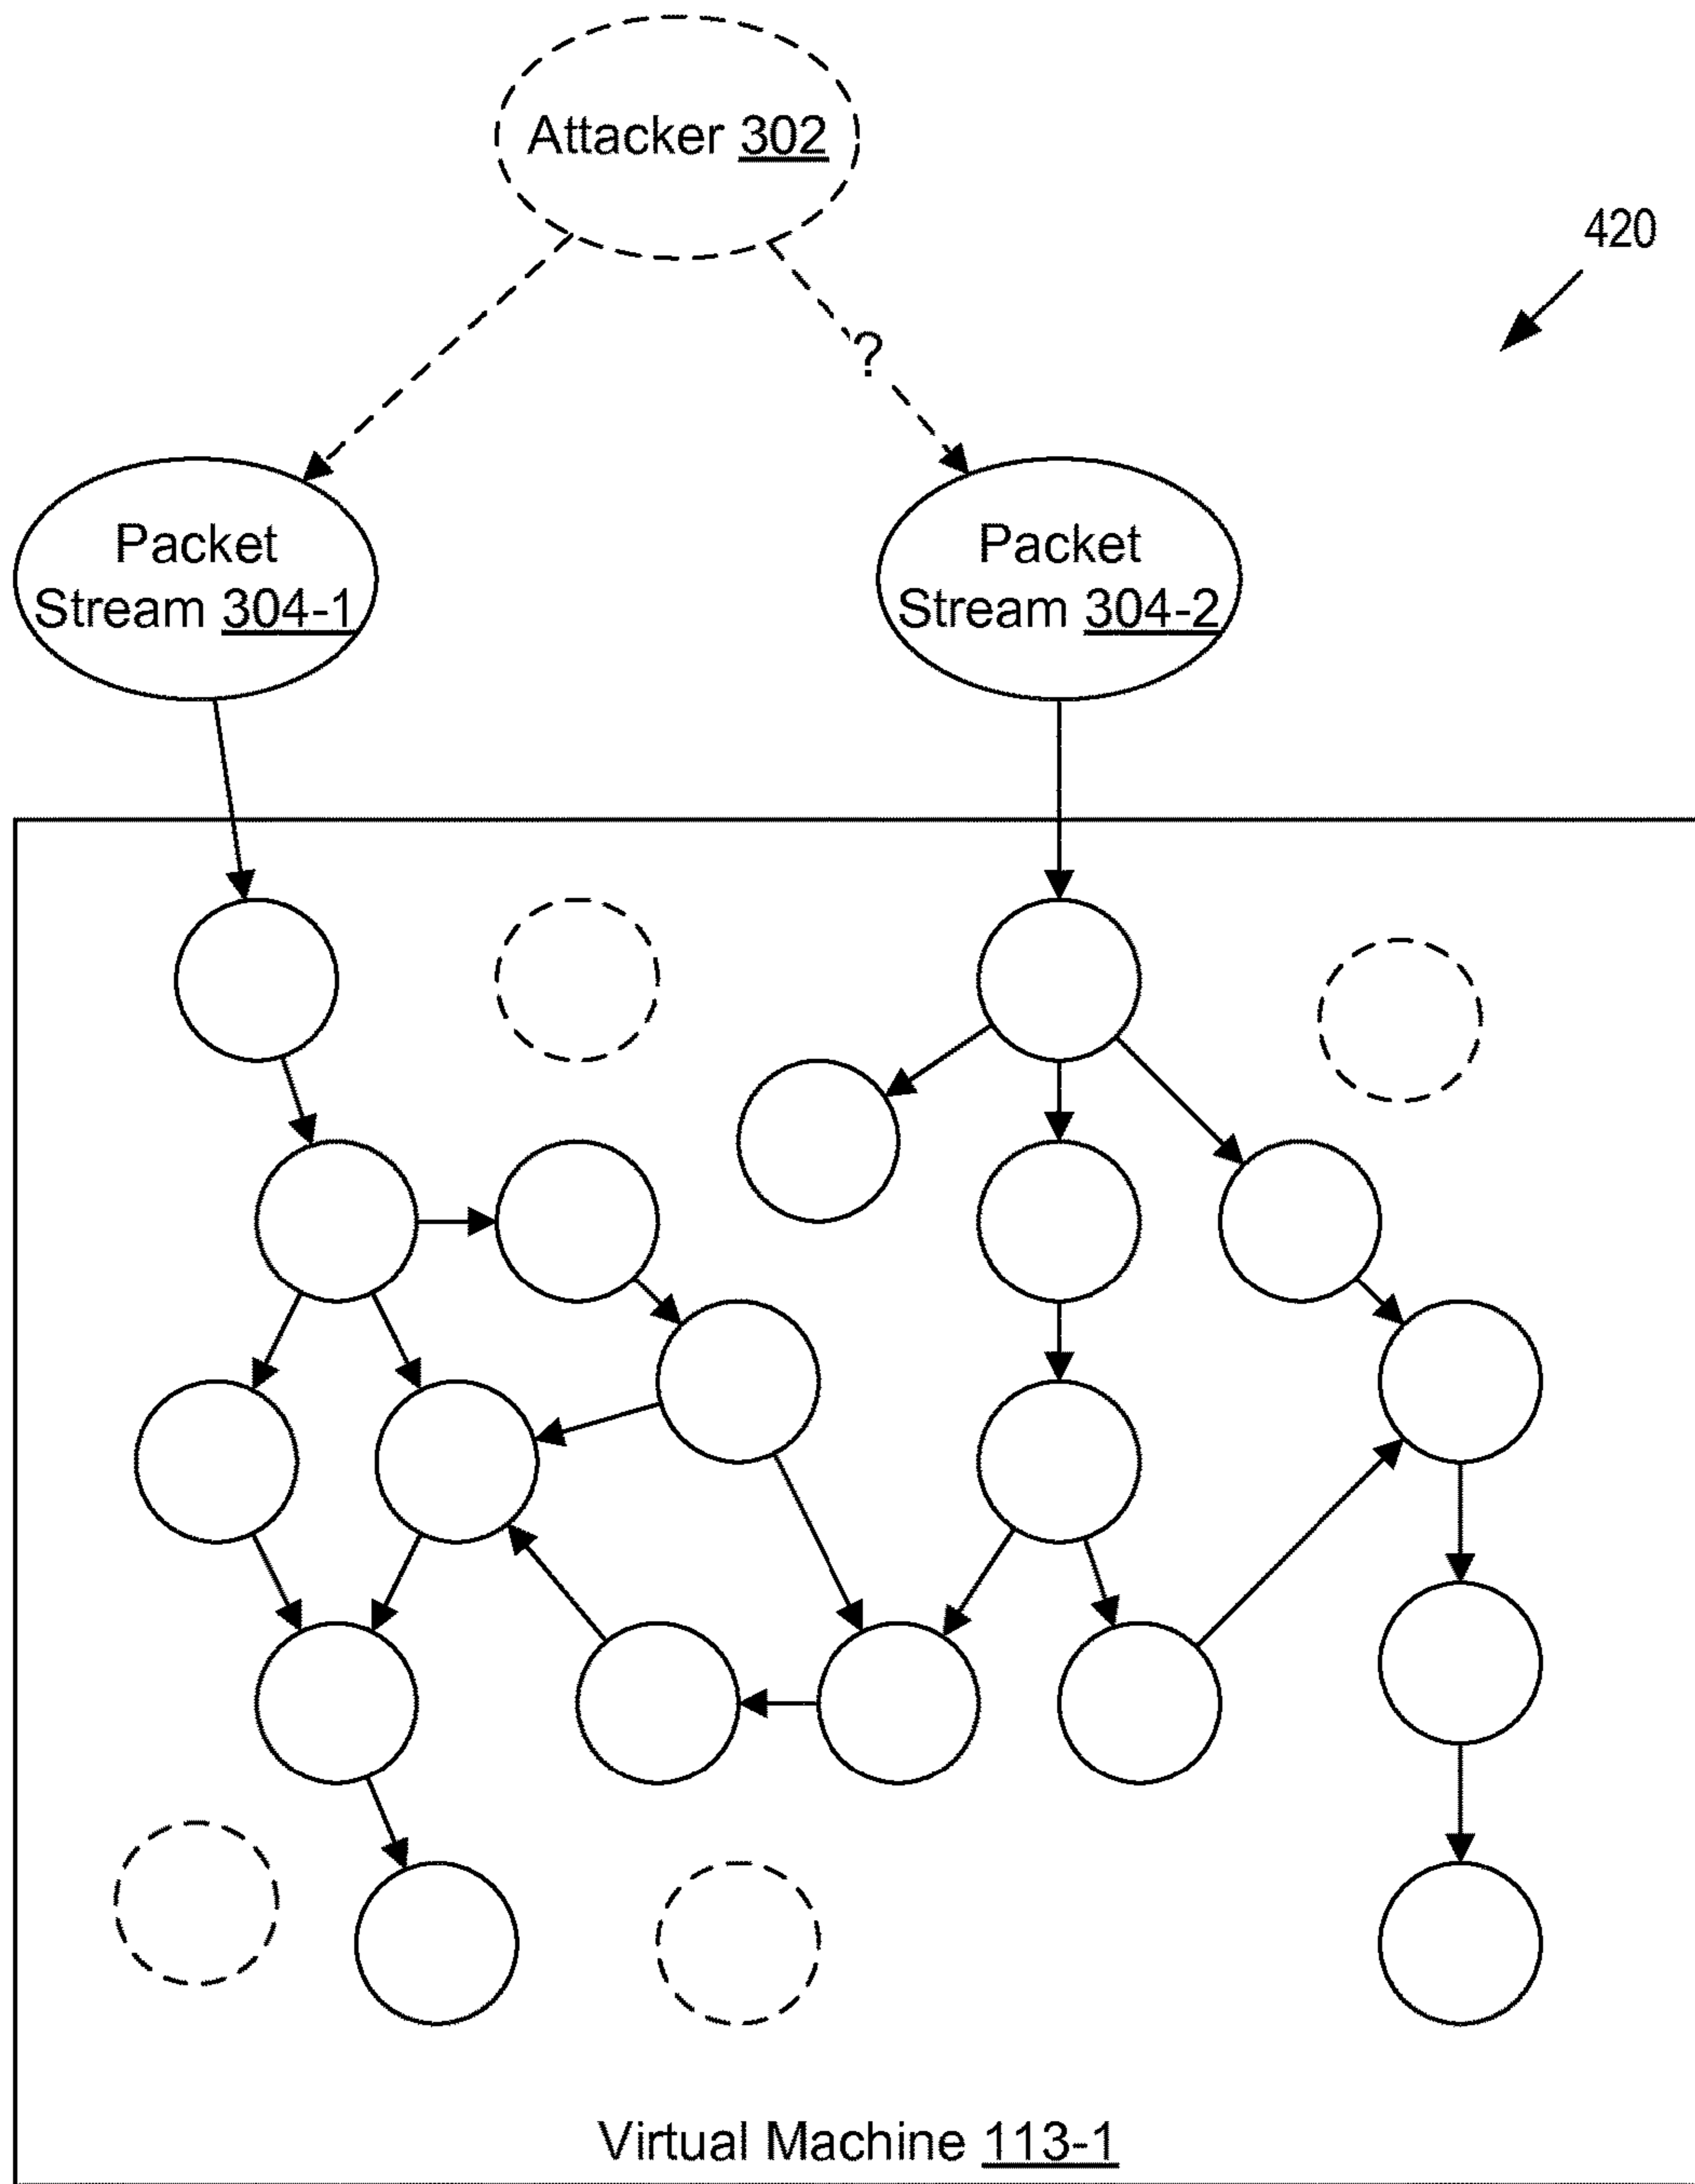 Attacker 302
420
?
Packet
Stream 304-1
Packet
Stream 304-2
Virtual Machine 113-1